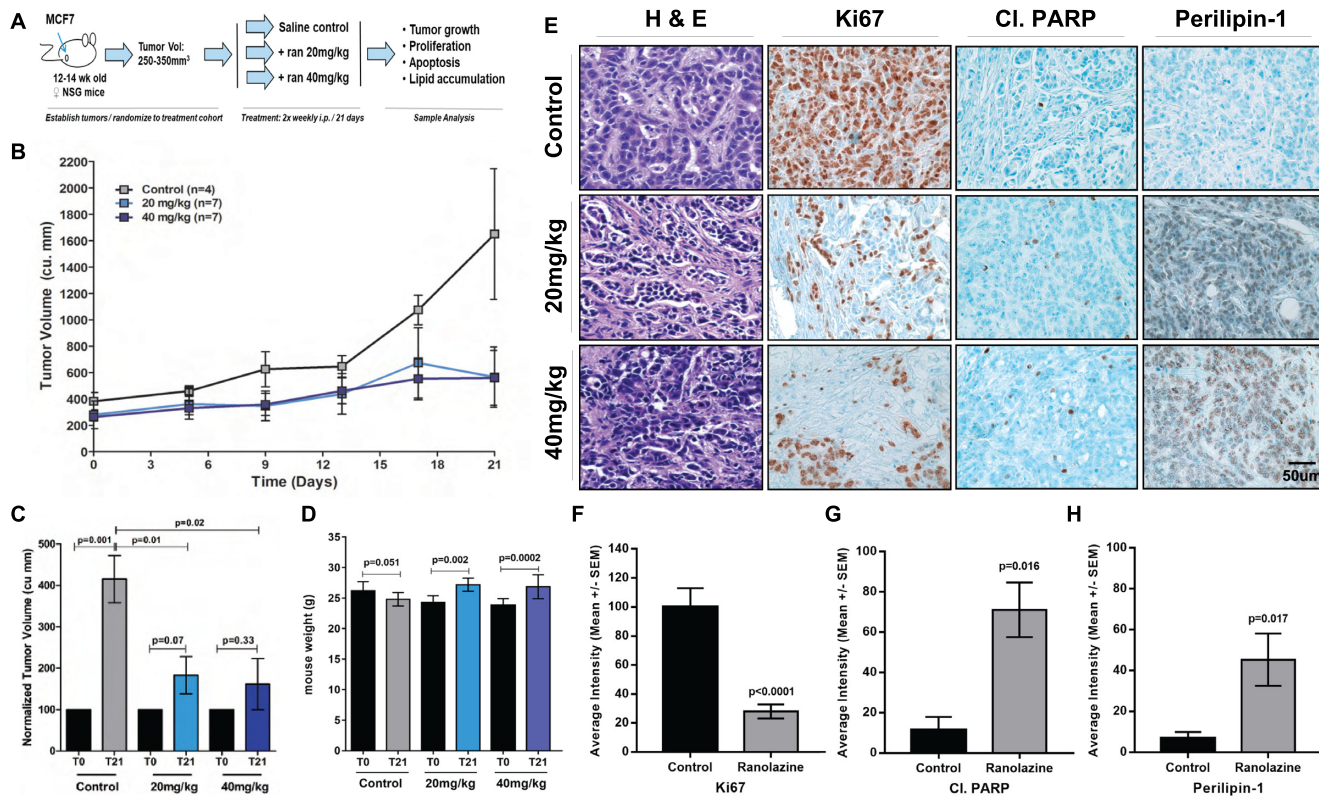 A
MCF7
12-14 wk old
♀ NSG mice
Tumor Vol:
250-350mm³
Saline control
+ ran 20mg/kg
+ ran 40mg/kg
• Tumor growth
• Proliferation
• Apoptosis
• Lipid accumulation
Establish tumors / randomize to treatment cohort
Treatment: 2x weekly i.p. / 21 days
Sample Analysis
B
Tumor Volume (cu. mm)
2200
2000
1800
1600
1400
1200
1000
800
600
400
200
0
Control (n=4)
20 mg/kg (n=7)
40 mg/kg (n=7)
0 3 6 9 12 15 18 21
Time (Days)
C
Normalized Tumor Volume (cu mm)
500
400
300
200
100
0
p=0.02
p=0.001
p=0.01
p=0.07
p=0.33
T0 T21 T0 T21 T0 T21
Control 20mg/kg 40mg/kg
D
mouse weight (g)
35
30
25
20
15
10
5
0
p=0.051
p=0.002
p=0.0002
T0 T21 T0 T21 T0 T21
Control 20mg/kg 40mg/kg
E
H & E Ki67 Cl. PARP Perilipin-1
Control
20mg/kg
40mg/kg
50um
F
Average Intensity (Mean +/- SEM)
140
120
100
80
60
40
20
0
p<0.0001
Control Ranolazine
Ki67
G
Average Intensity (Mean +/- SEM)
100
80
60
40
20
0
p=0.016
Control Ranolazine
Cl. PARP
H
Average Intensity (Mean +/- SEM)
100
80
60
40
20
0
p=0.017
Control Ranolazine
Perilipin-1